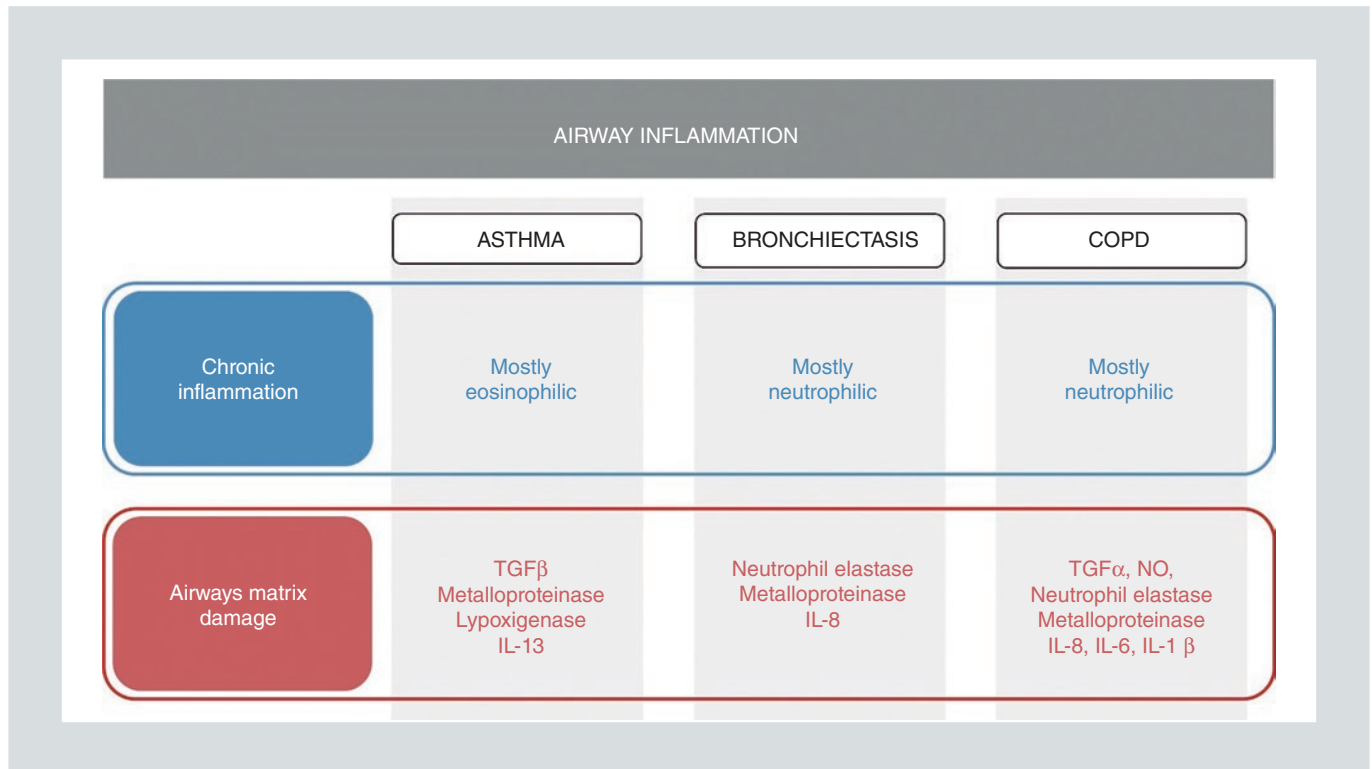 AIRWAY INFLAMMATION
ASTHMA
BRONCHIECTASIS
COPD
Chronic
inflammation
Mostly
eosinophilic
Mostly
neutrophilic
Mostly
neutrophilic
Airways matrix
damage
TGFβ
Metalloproteinase
Lypoxigenase
IL-13
Neutrophil elastase
Metalloproteinase
IL-8
TGFα, NO,
Neutrophil elastase
Metalloproteinase
IL-8, IL-6, IL-1 β